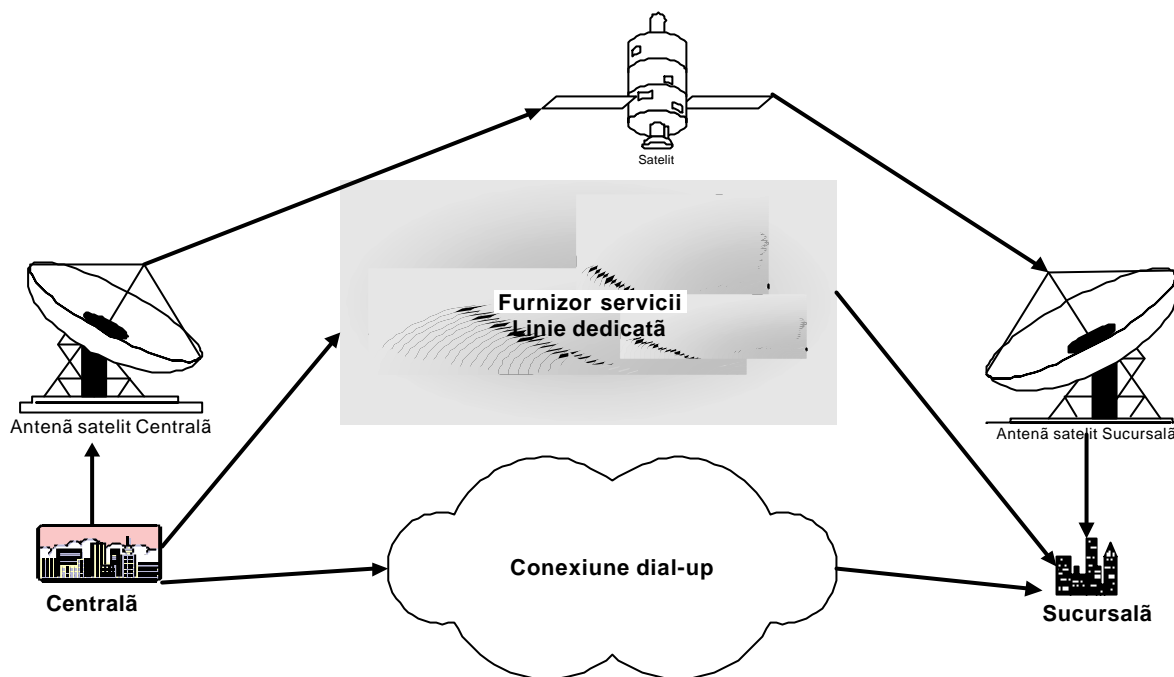 Satelit
Furnizor servicii
Linie dedicatã
Antenã satelit Centralã
Antenã satelit Sucursalã
Conexiune dial-up
Centralã
Sucursalã